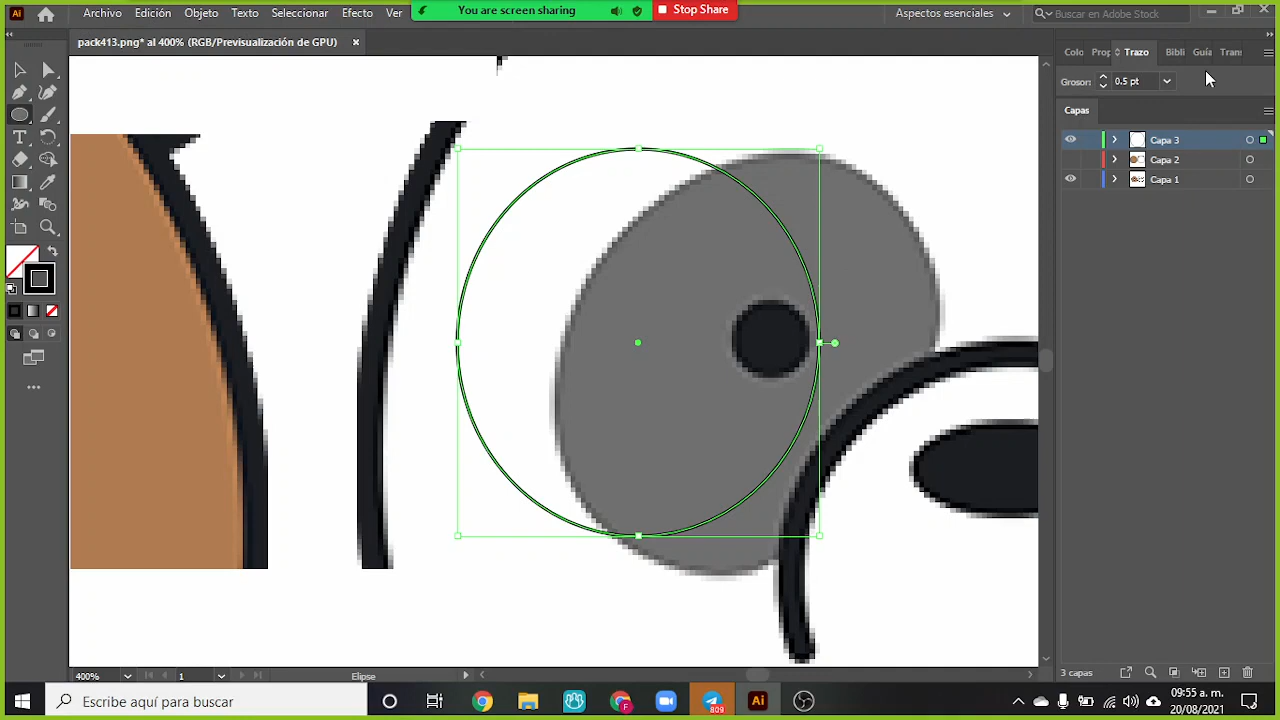 Ai Archivo Edición Objeto Texto Seleccionar Efecto Ver You are screen sharing Stop Share Aspectos esenciales Buscar en Adobe Stock
pack413.png* al 400% (RGB/Previsualización de GPU)
Colo Prop Trazo Bibli Guía Tran
Grosor: 0.5 pt
Capas
Capa 3
Capa 2
Capa 1
400% 1 Elipse 3 capas
Escribe aquí para buscar
F
809
Ai
09:55 a. m.
20/08/2021